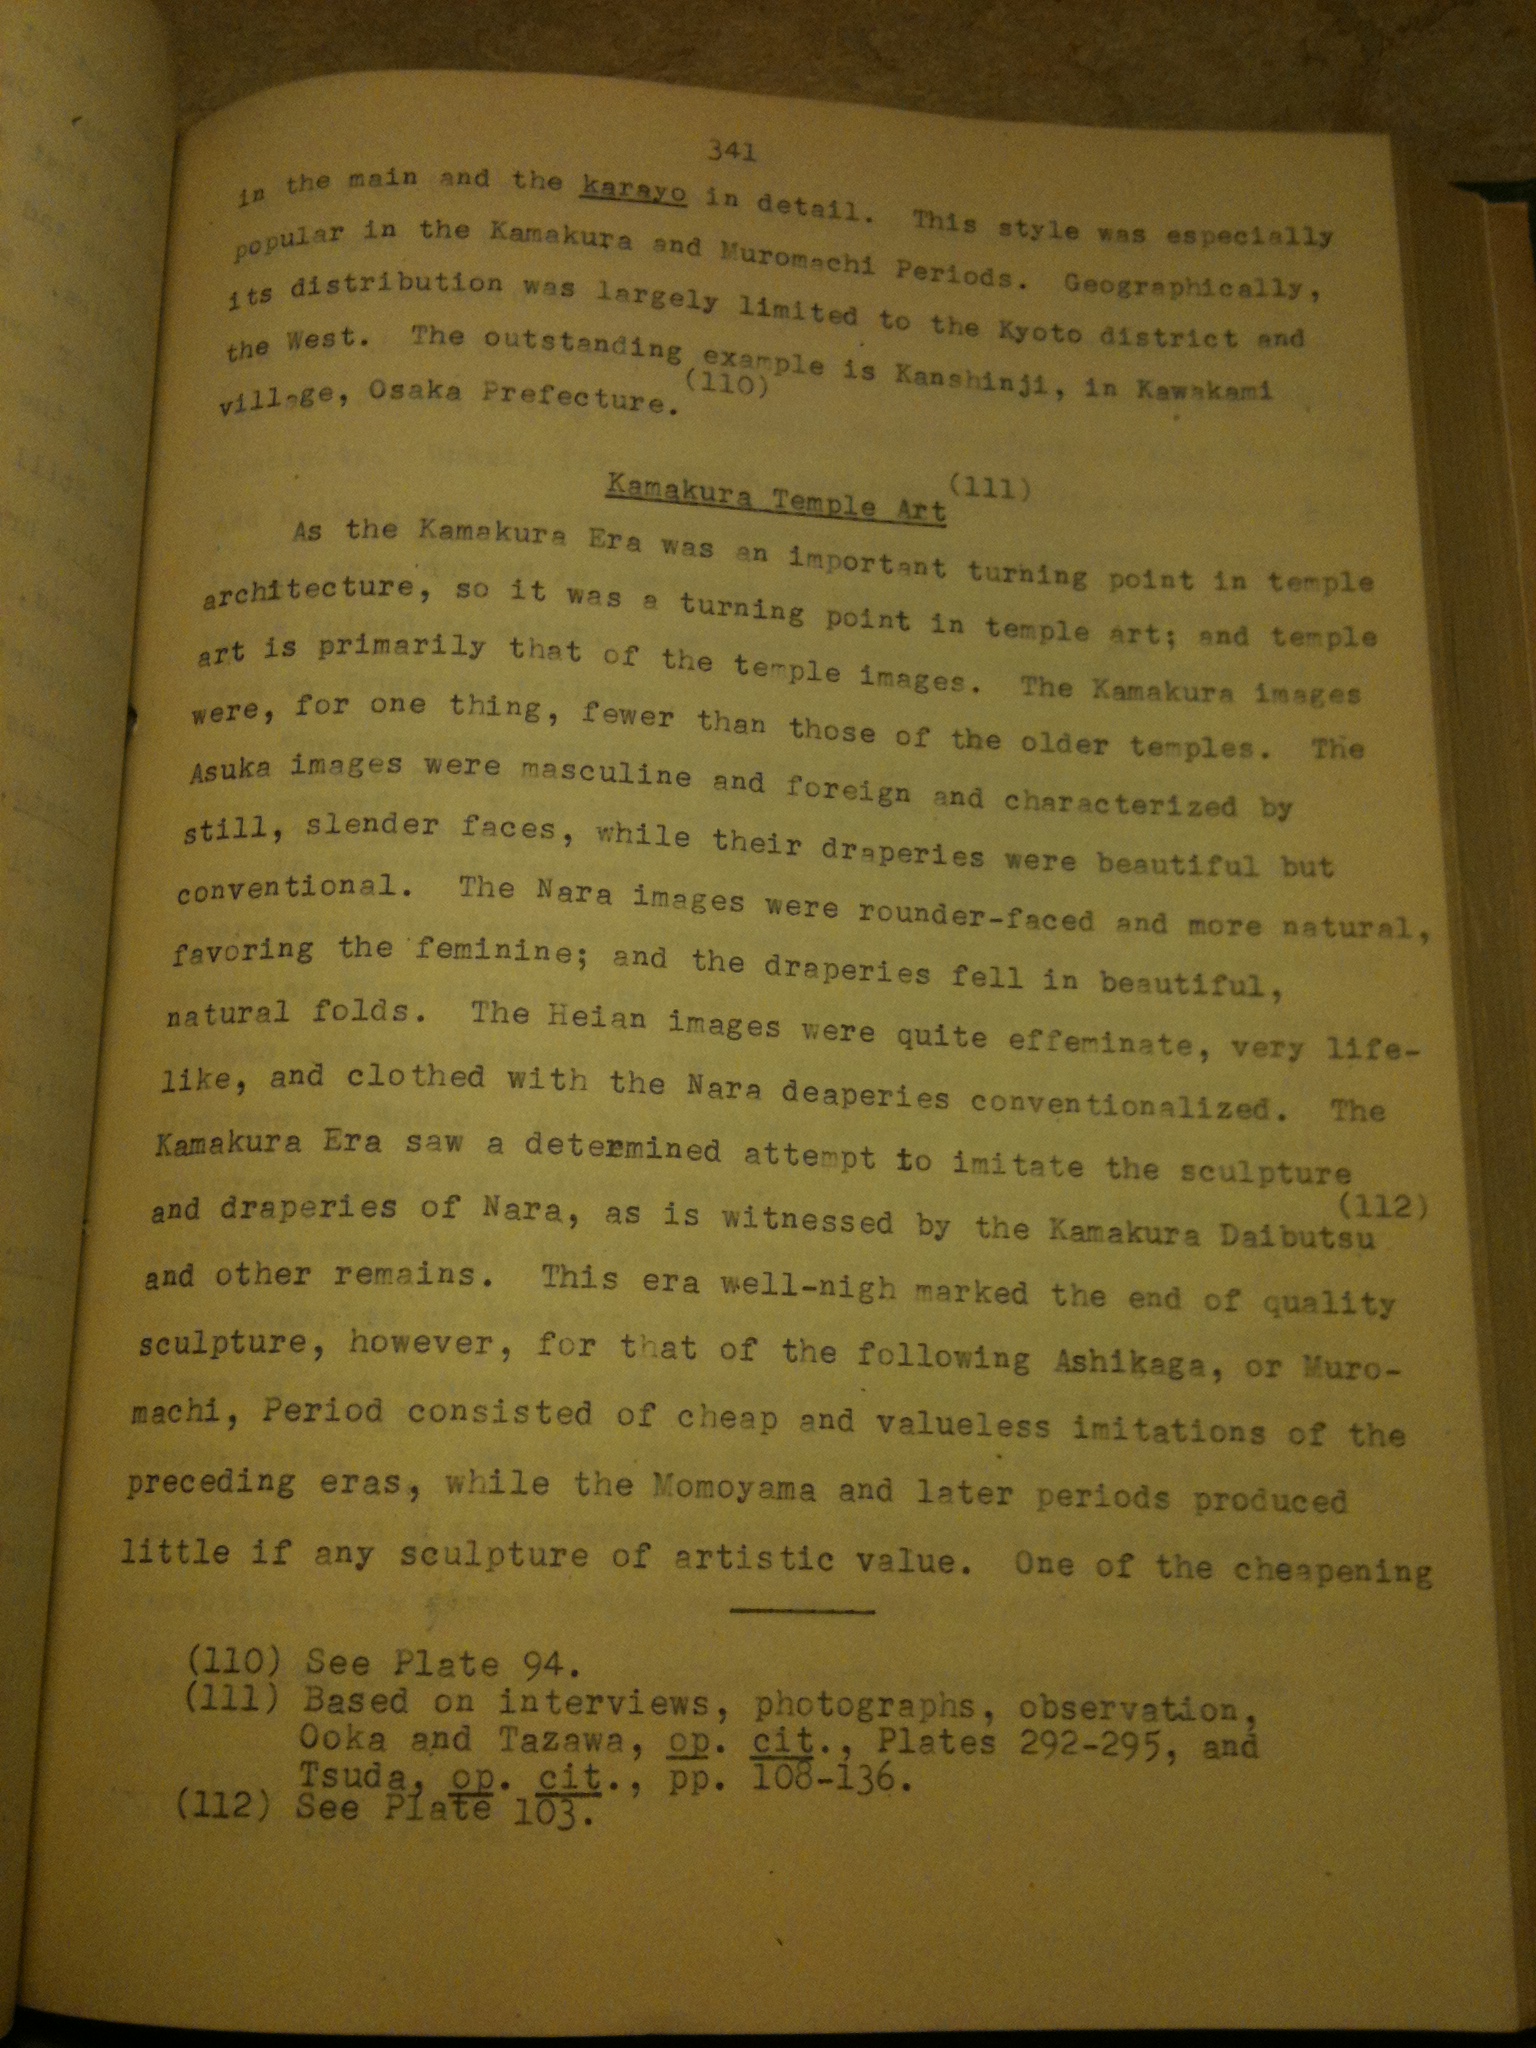 341
in the main and the karayo in detail. This style was especially
popular in the Kamakura and Muromachi Periods. Geographically,
its distribution was largely limited to the Kyoto district and
the West. The outstanding example is Kanshinji, in Kawakami
village, Osaka Prefecture.(110)
Kamakura Temple Art(111)
As the Kamakura Era was an important turning point in temple
architecture, so it was a turning point in temple art; and temple
art is primarily that of the temple images. The Kamakura images
were, for one thing, fewer than those of the older temples. The
Asuka images were masculine and foreign and characterized by
still, slender faces, while their draperies were beautiful but
conventional. The Nara images were rounder-faced and more natural,
favoring the feminine; and the draperies fell in beautiful,
natural folds. The Heian images were quite effeminate, very life-
like, and clothed with the Nara deaperies conventionalized. The
Kamakura Era saw a determined attempt to imitate the sculpture
and draperies of Nara, as is witnessed by the Kamakura Daibutsu(112)
and other remains. This era well-nigh marked the end of quality
sculpture, however, for that of the following Ashikaga, or Muro-
machi, Period consisted of cheap and valueless imitations of the
preceding eras, while the Momoyama and later periods produced
little if any sculpture of artistic value. One of the cheapening
(110) See Plate 94.
(111) Based on interviews, photographs, observation,
Ooka and Tazawa, op. cit., Plates 292-295, and
Tsuda, op. cit., pp. 108-136.
(112) See Plate 103.